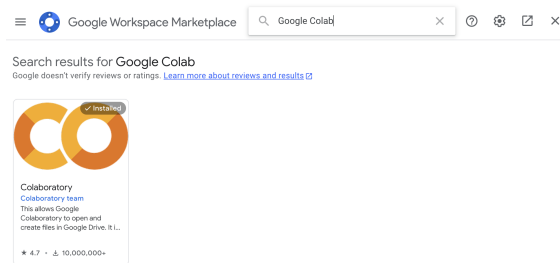 Google Workspace Marketplace
Google Colab
Search results for Google Colab
Google doesn't verify reviews or ratings. Learn more about reviews and results
Installed
Colaboratory
Colaboratory team
This allows Google
Colaboratory to open and
create files in Google Drive. It i...
4.7 • 10,000,000+